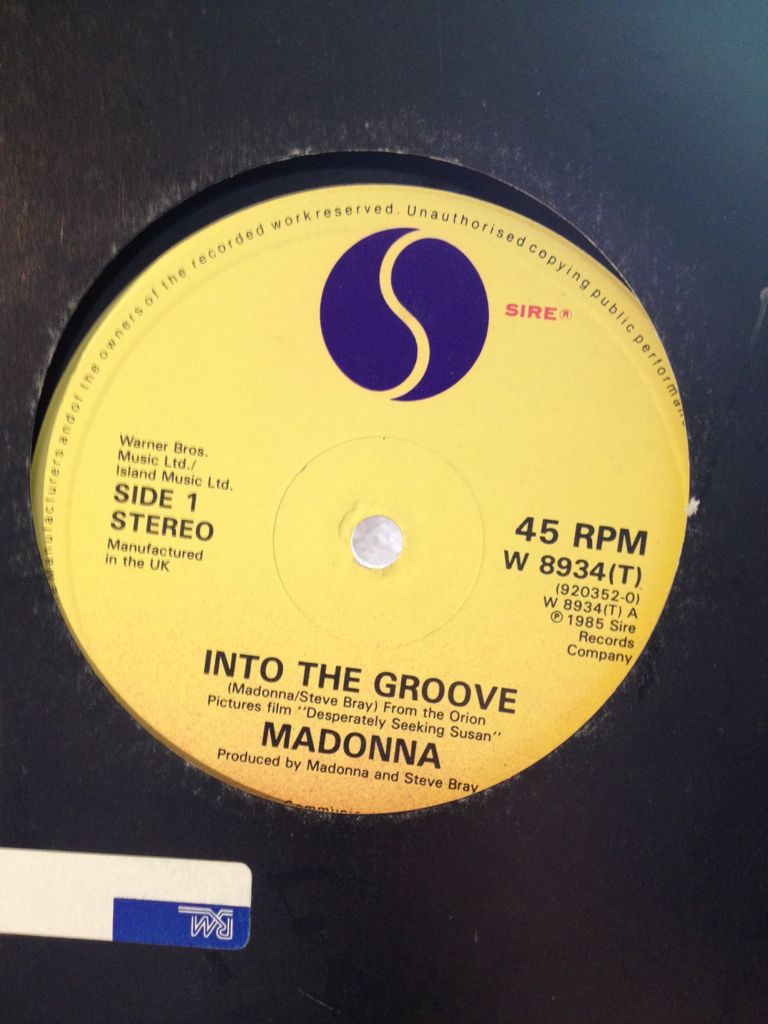 Manufacturers and of the owners of the recorded work reserved. Unauthorised copying public
SIRE®
Warner Bros.
Music Ltd./
Island Music Ltd.
SIDE 1
STEREO
Manufactured
in the UK
45 RPM
W 8934(T)
(920352-0)
W 8934(T) A
℗ 1985 Sire
Records
Company
INTO THE GROOVE
(Madonna/Steve Bray) From the Orion
Pictures film ''Desperately Seeking Susan''
MADONNA
Produced by Madonna and Steve Bray